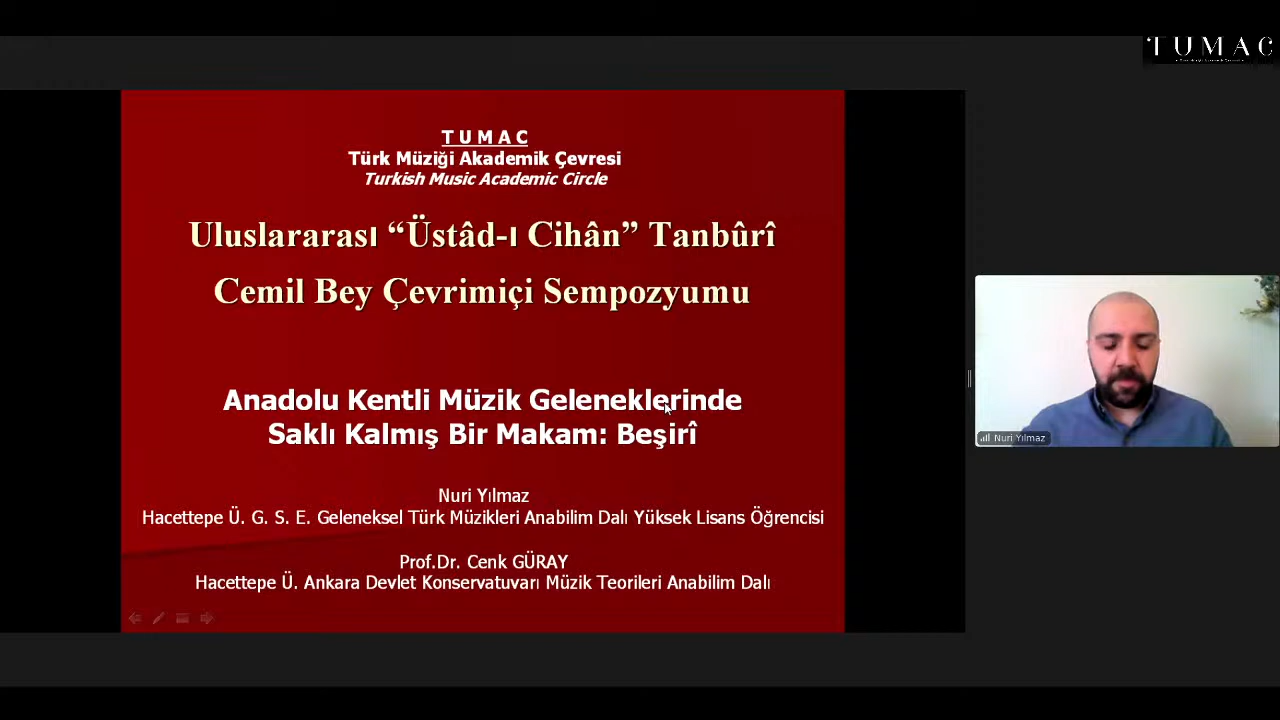 TUMAC
T U M A C
Türk Müziği Akademik Çevresi
Turkish Music Academic Circle
Uluslararası “Üstâd-ı Cihân” Tanbûrî
Cemil Bey Çevrimiçi Sempozyumu
Anadolu Kentli Müzik Geleneklerinde
Saklı Kalmış Bir Makam: Beşirî
Nuri Yılmaz
Hacettepe Ü. G. S. E. Geleneksel Türk Müzikleri Anabilim Dalı Yüksek Lisans Öğrencisi
Prof.Dr. Cenk GÜRAY
Hacettepe Ü. Ankara Devlet Konservatuvarı Müzik Teorileri Anabilim Dalı
Nuri Yılmaz